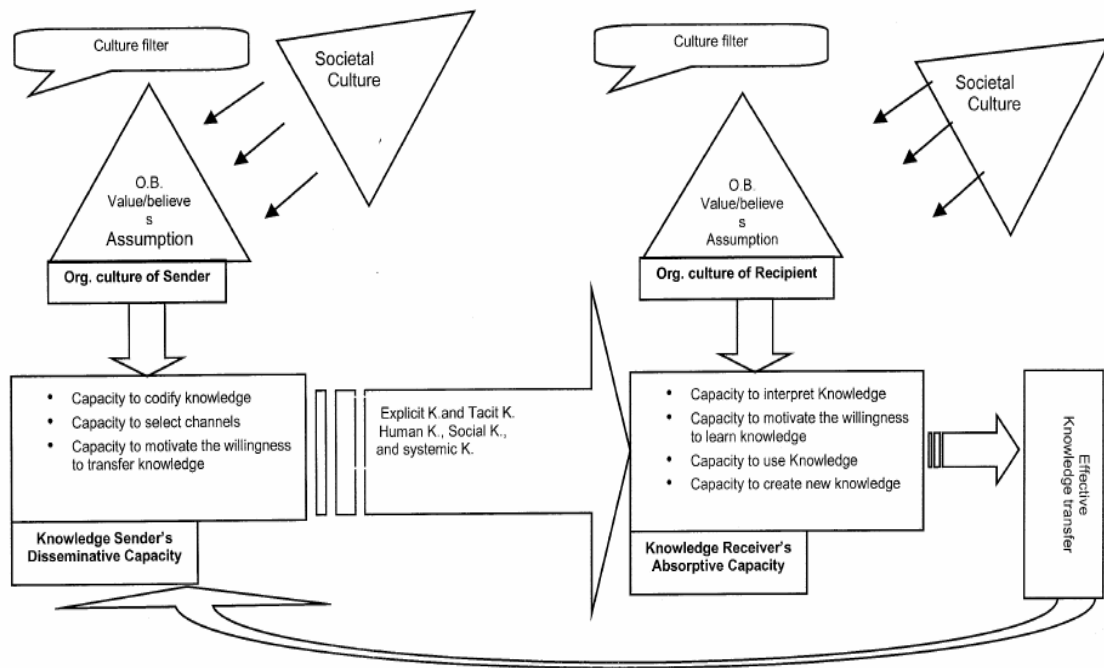 Culture filter
Societal
Culture
O.B.
Value/believe
s
Assumption
Org. culture of Sender
Culture filter
Societal
Culture
O.B.
Value/believe
s
Assumption
Org. culture of Recipient
• Capacity to codify knowledge
• Capacity to select channels
• Capacity to motivate the willingness
to transfer knowledge
Knowledge Sender's
Disseminative Capacity
Explicit K.and Tacit K.
Human K., Social K.,
and systemic K.
• Capacity to interpret Knowledge
• Capacity to motivate the willingness
to learn knowledge
• Capacity to use Knowledge
• Capacity to create new knowledge
Knowledge Receiver's
Absorptive Capacity
Effective
Knowledge transfer